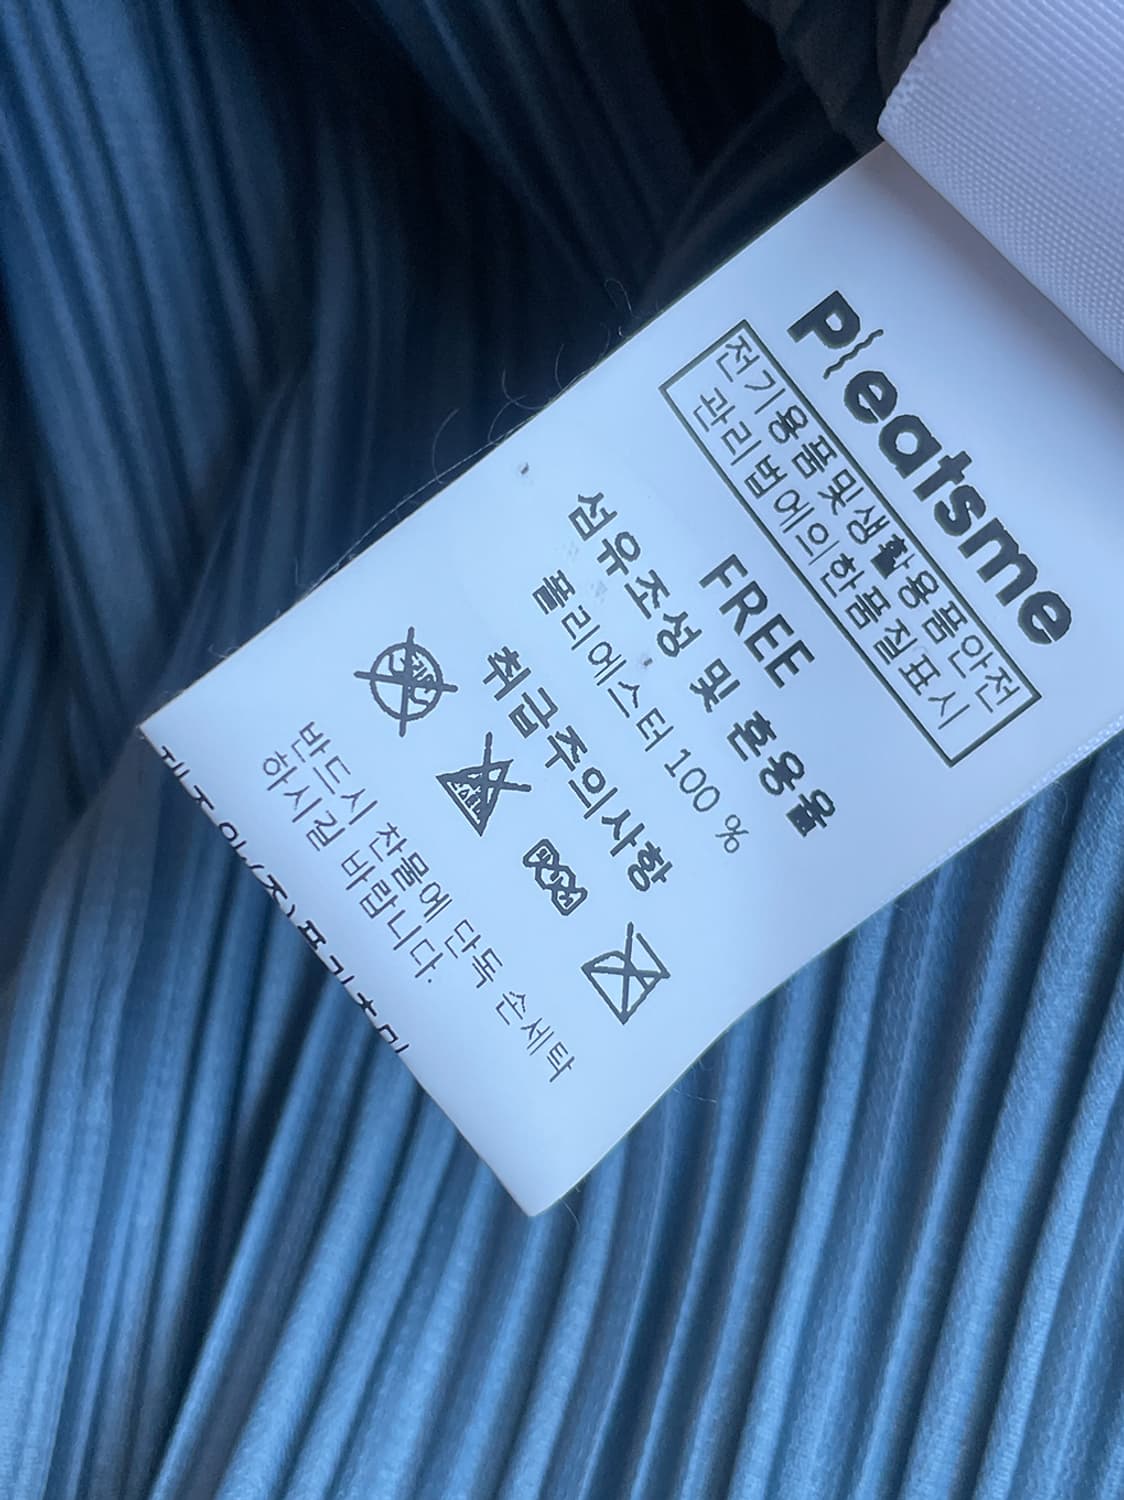 Pleatsme
전기용품및생활용품안전
관리법에의한품질표시
FREE
섬유조성 및 혼용율
폴리에스터 100 %
취급주의사항
반드시 찬물에 단독 손세탁
하시길 바랍니다.